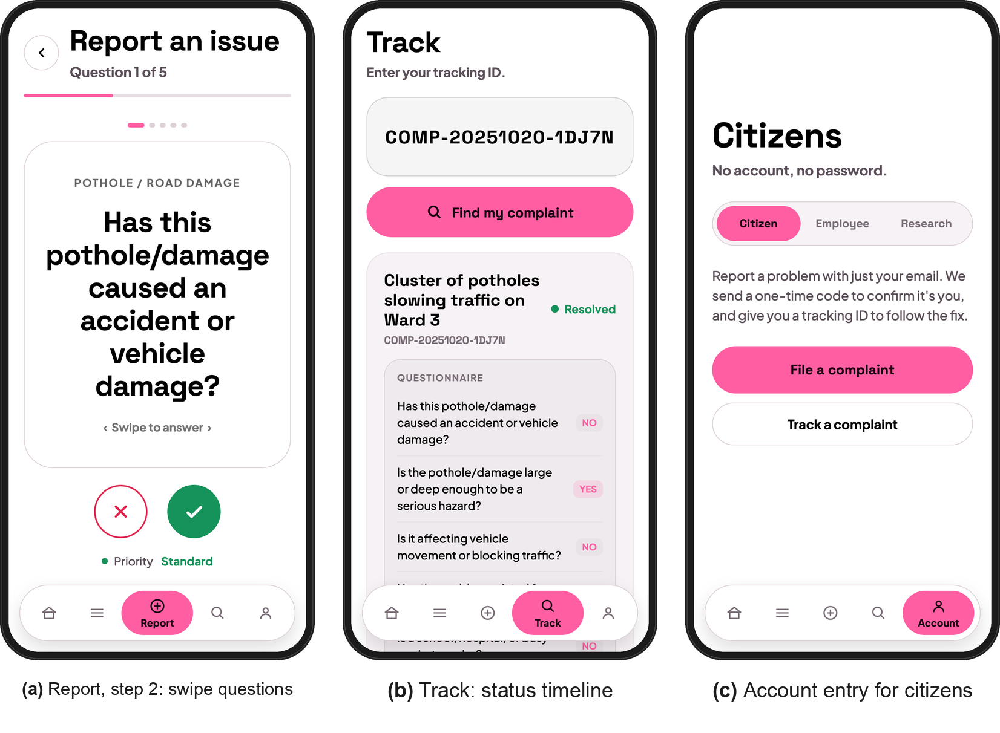 Report an issue
Question 1 of 5
POTHOLE / ROAD DAMAGE
Has this
pothole/damage
caused an
accident or
vehicle
damage?
‹ Swipe to answer ›
Priority Standard
Report
(a) Report, step 2: swipe questions
Track
Enter your tracking ID.
COMP-20251020-1DJ7N
Find my complaint
Cluster of potholes
slowing traffic on
Ward 3
Resolved
COMP-20251020-1DJ7N
QUESTIONNAIRE
Has this pothole/damage
caused an accident or vehicle
damage?
NO
Is the pothole/damage large
or deep enough to be a
serious hazard?
YES
Is it affecting vehicle
movement or blocking traffic?
NO
Track
NO
(b) Track: status timeline
Citizens
No account, no password.
Citizen Employee Research
Report a problem with just your email. We
send a one-time code to confirm it's you,
and give you a tracking ID to follow the fix.
File a complaint
Track a complaint
Account
(c) Account entry for citizens